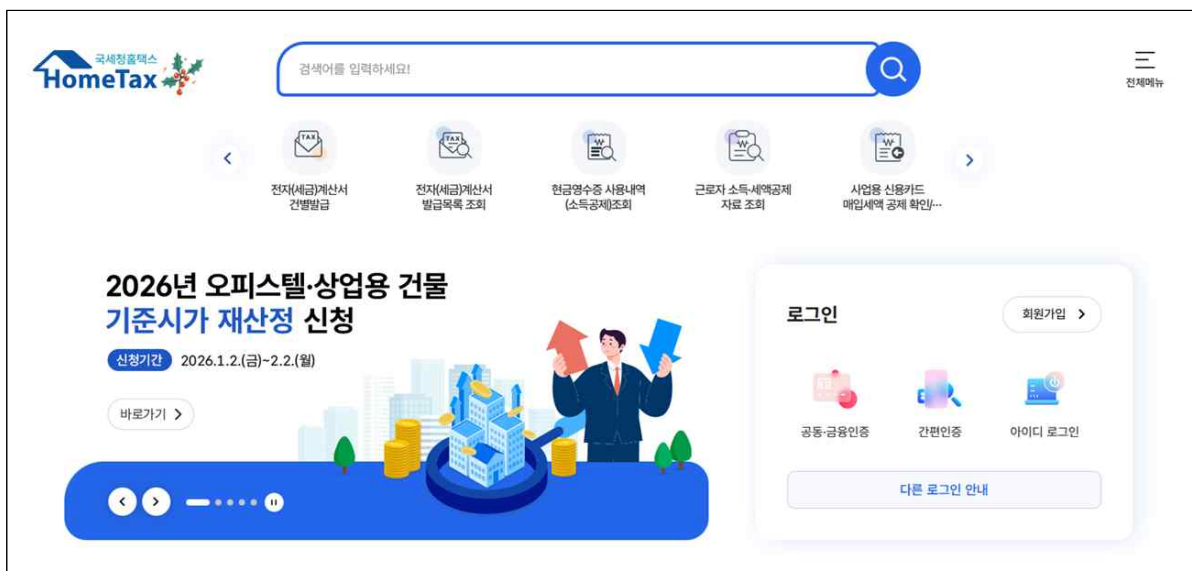 국세청홈택스
HomeTax
검색어를 입력하세요!
전체메뉴
전자(세금)계산서
건별발급
전자(세금)계산서
발급목록 조회
현금영수증 사용내역
(소득공제)조회
근로자 소득·세액공제
자료 조회
사업용 신용카드
매입세액 공제 확인/…
2026년 오피스텔·상업용 건물
기준시가 재산정 신청
신청기간 2026.1.2.(금)~2.2.(월)
바로가기
로그인
회원가입
공동·금융인증
간편인증
아이디 로그인
다른 로그인 안내